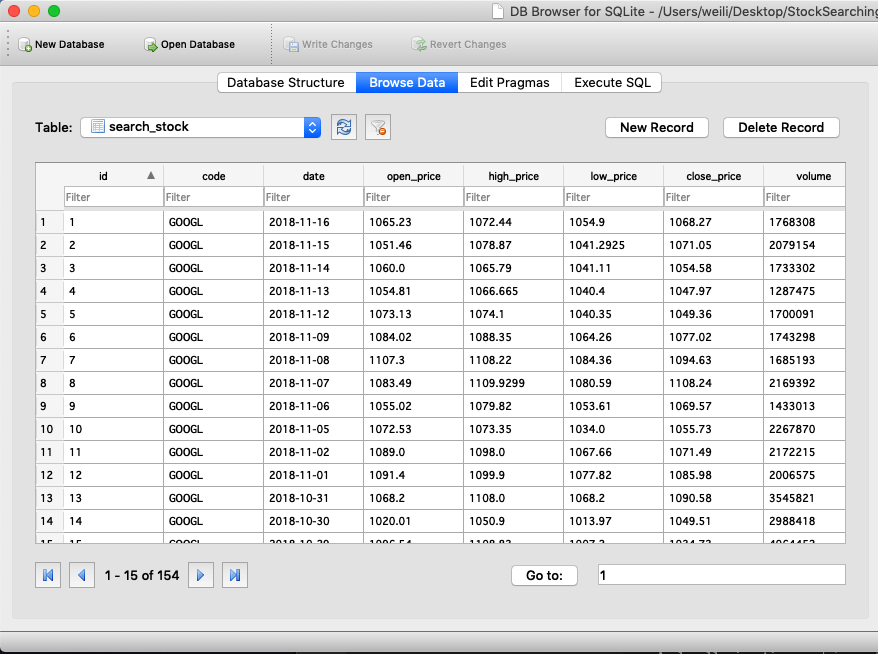 DB Browser for SQLite - /Users/weili/Desktop/StockSearching
New Database Open Database Write Changes Revert Changes
Database Structure Browse Data Edit Pragmas Execute SQL
Table: search_stock New Record Delete Record
id code date open_price high_price low_price close_price volume
Filter Filter Filter Filter Filter Filter Filter Filter
1 1 GOOGL 2018-11-16 1065.23 1072.44 1054.9 1068.27 1768308
2 2 GOOGL 2018-11-15 1051.46 1078.87 1041.2925 1071.05 2079154
3 3 GOOGL 2018-11-14 1060.0 1065.79 1041.11 1054.58 1733302
4 4 GOOGL 2018-11-13 1054.81 1066.665 1040.4 1047.97 1287475
5 5 GOOGL 2018-11-12 1073.13 1074.1 1040.35 1049.36 1700091
6 6 GOOGL 2018-11-09 1084.02 1088.35 1064.26 1077.02 1743298
7 7 GOOGL 2018-11-08 1107.3 1108.22 1084.36 1094.63 1685193
8 8 GOOGL 2018-11-07 1083.49 1109.9299 1080.59 1108.24 2169392
9 9 GOOGL 2018-11-06 1055.02 1079.82 1053.61 1069.57 1433013
10 10 GOOGL 2018-11-05 1072.53 1073.35 1034.0 1055.73 2267870
11 11 GOOGL 2018-11-02 1089.0 1098.0 1067.66 1071.49 2172215
12 12 GOOGL 2018-11-01 1091.4 1099.9 1077.82 1085.98 2006575
13 13 GOOGL 2018-10-31 1068.2 1108.0 1068.2 1090.58 3545821
14 14 GOOGL 2018-10-30 1020.01 1050.9 1013.97 1049.51 2988418
15 15 GOOGL 2018-10-29
1 - 15 of 154 Go to: 1